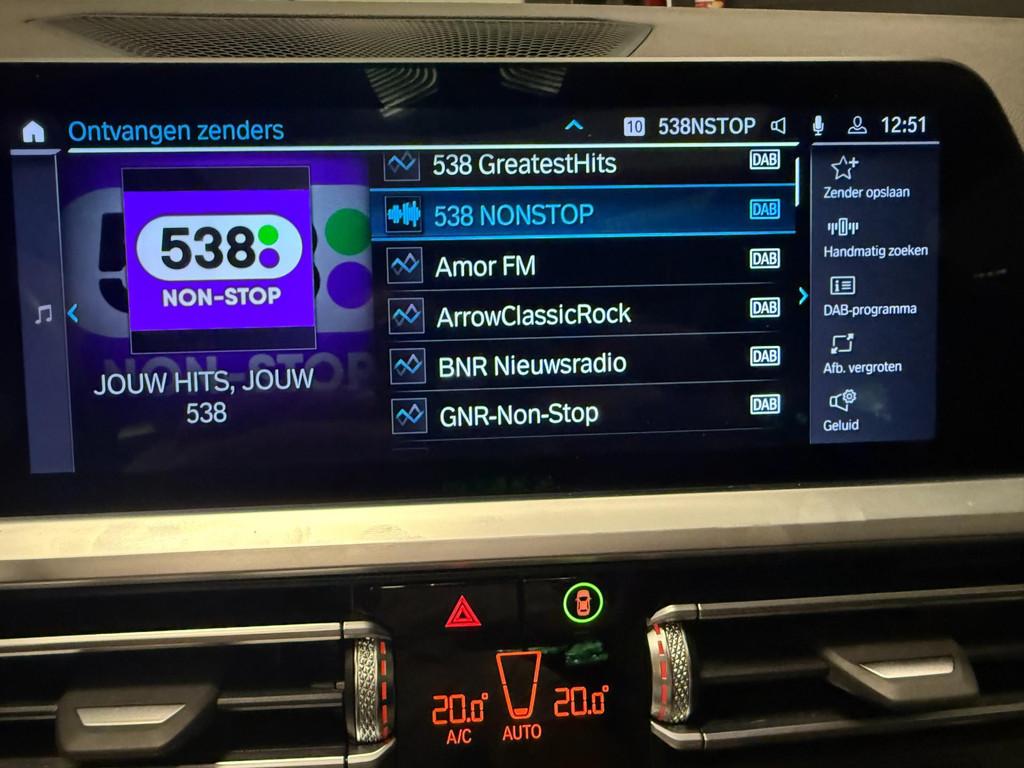 Ontvangen zenders
10 538NSTOP 12:51
538:
NON-STOP
JOUW HITS, JOUW
538
538 GreatestHits DAB
538 NONSTOP DAB
Amor FM DAB
ArrowClassicRock DAB
BNR Nieuwsradio DAB
GNR-Non-Stop DAB
Zender opslaan
Handmatig zoeken
DAB-programma
Afb. vergroten
Geluid
20.0° 20.0°
A/C AUTO